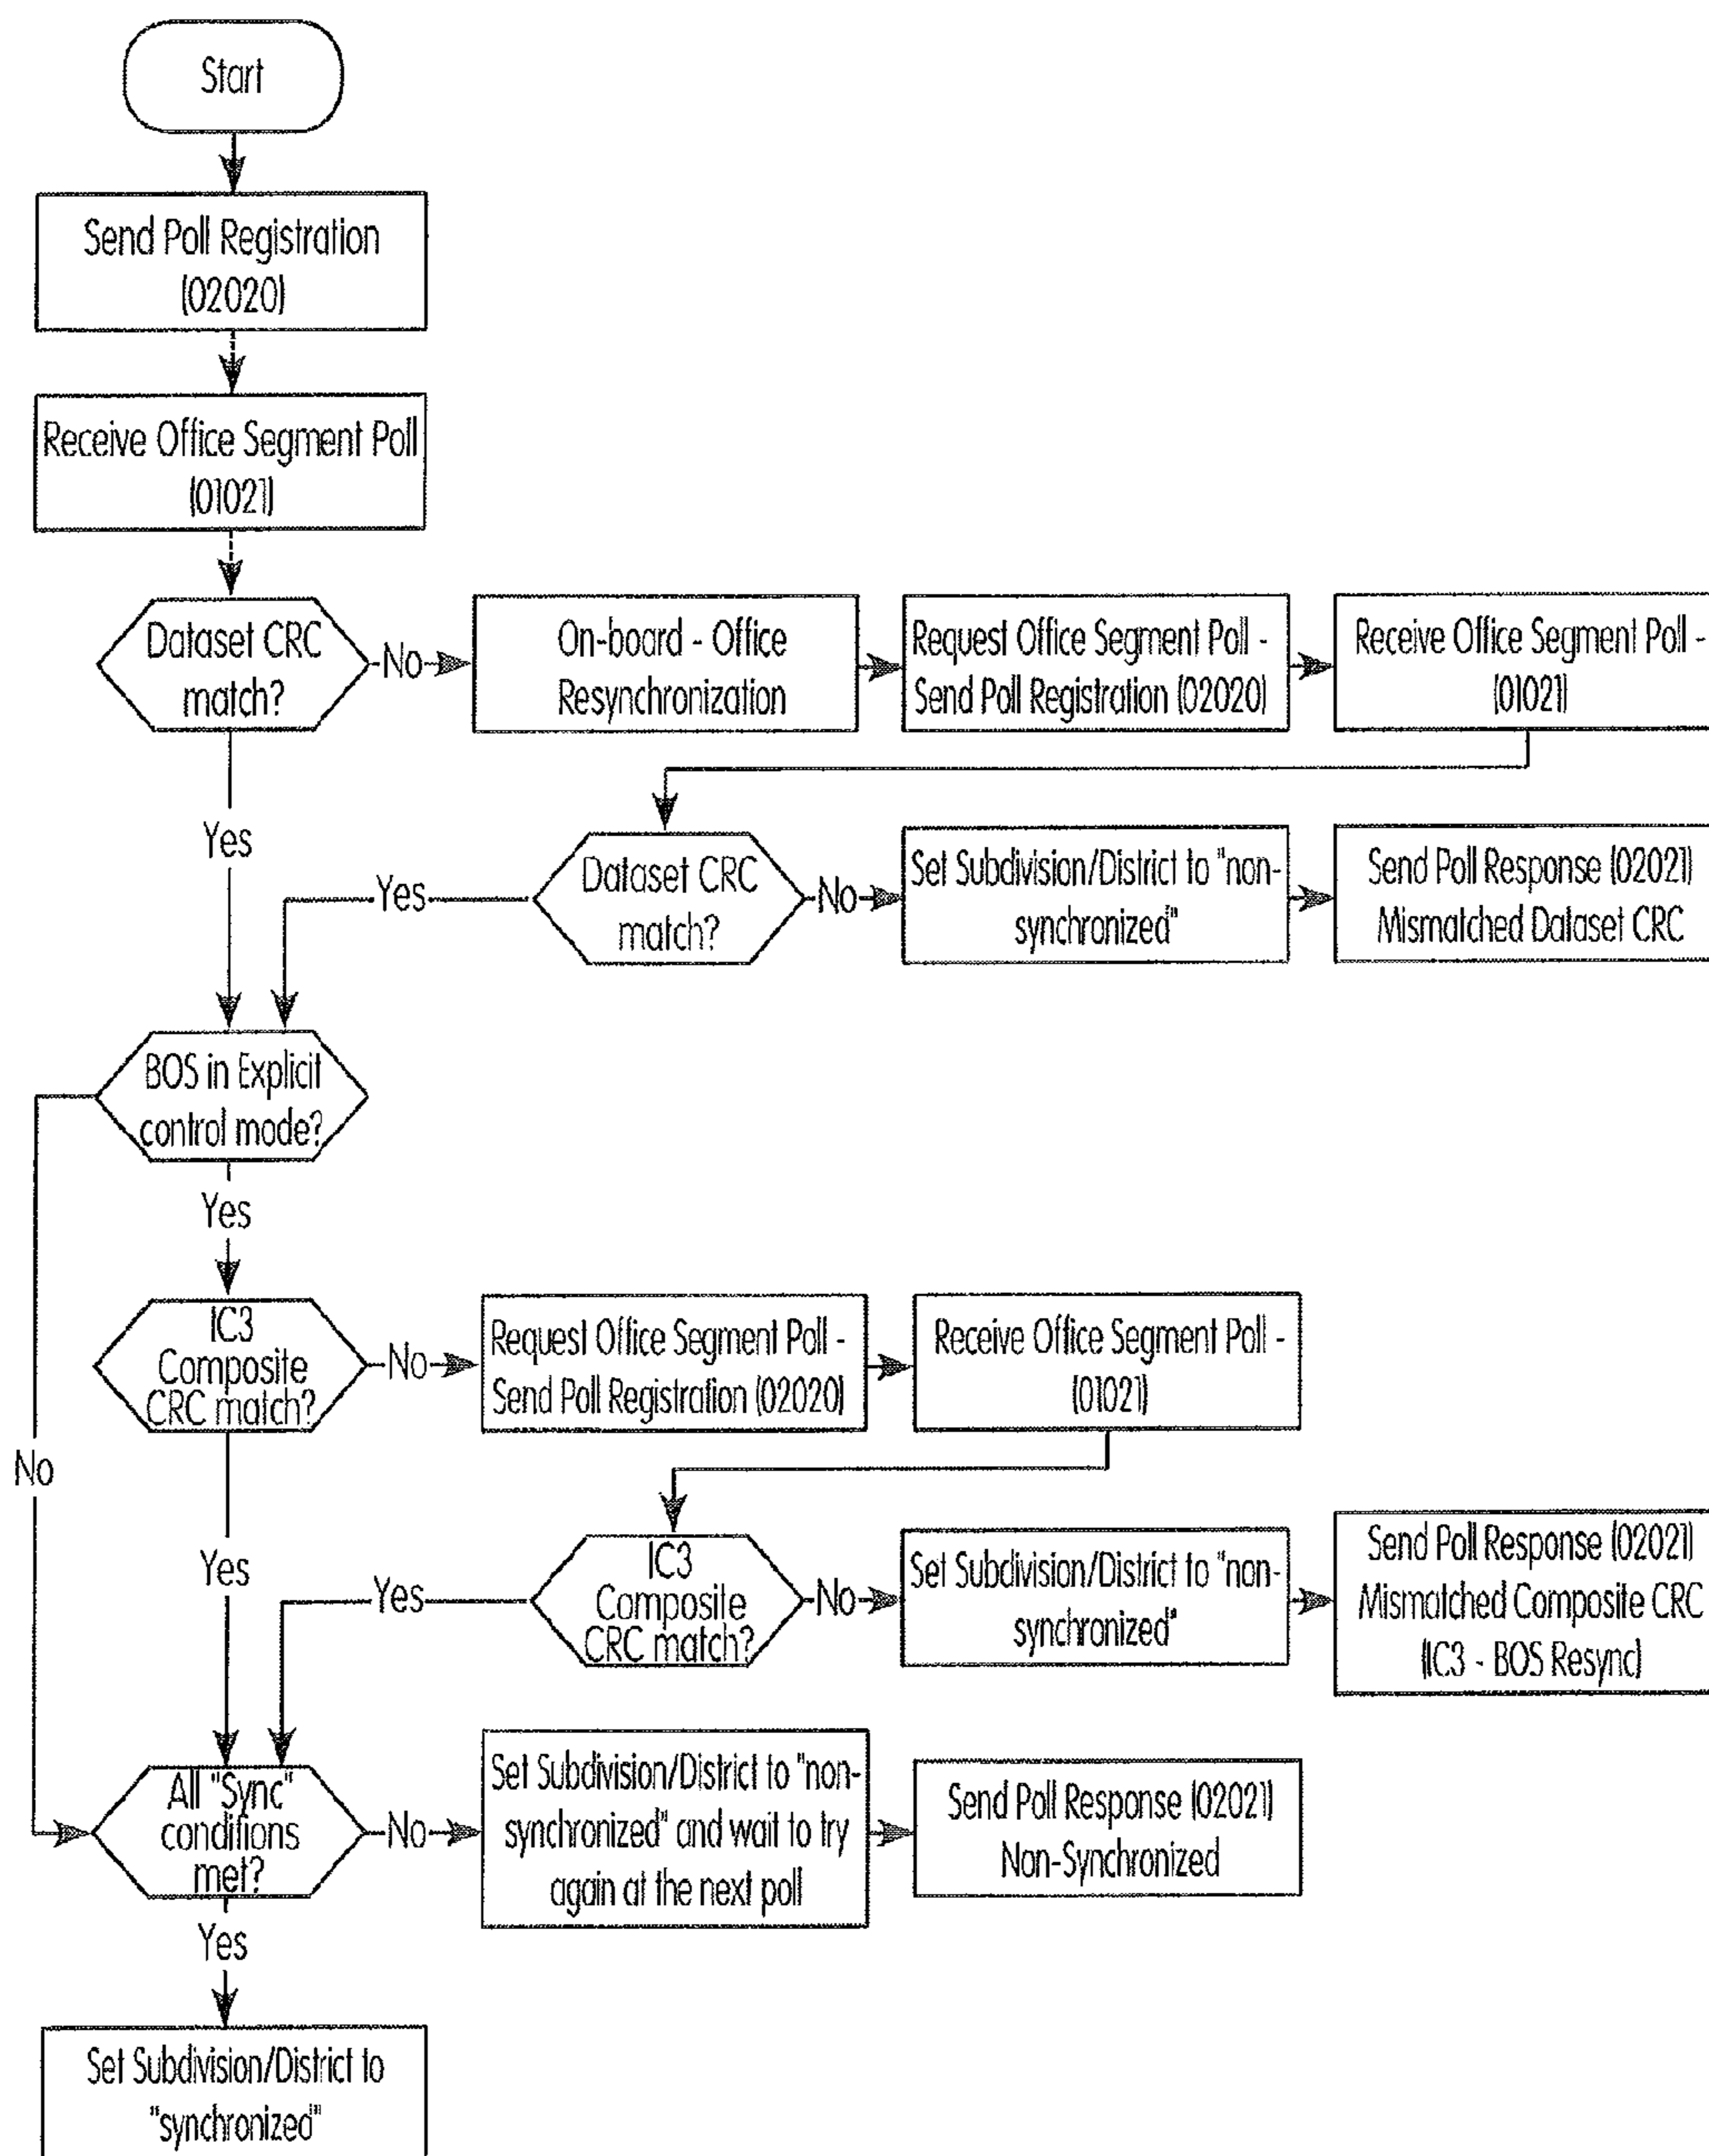 Start
Send Poll Registration
(02020)
Receive Office Segment Poll
(01021)
Dataset CRC
match?
No
On-board - Office
Resynchronization
Request Office Segment Poll -
Send Poll Registration (02020)
Receive Office Segment Poll -
(01021)
Yes
Dataset CRC
match?
Yes
No
Set Subdivision/District to "non-
synchronized"
Send Poll Response (02021)
Mismatched Dataset CRC
BOS in Explicit
control mode?
Yes
No
IC3
Composite
CRC match?
No
Request Office Segment Poll -
Send Poll Registration (02020)
Receive Office Segment Poll -
(01021)
Yes
IC3
Composite
CRC match?
Yes
No
Set Subdivision/District to "non-
synchronized"
Send Poll Response (02021)
Mismatched Composite CRC
(IC3 - BOS Resync)
All "Sync"
conditions
met?
No
Set Subdivision/District to "non-
synchronized" and wait to try
again at the next poll
Send Poll Response (02021)
Non-Synchronized
Yes
Set Subdivision/District to
"synchronized"